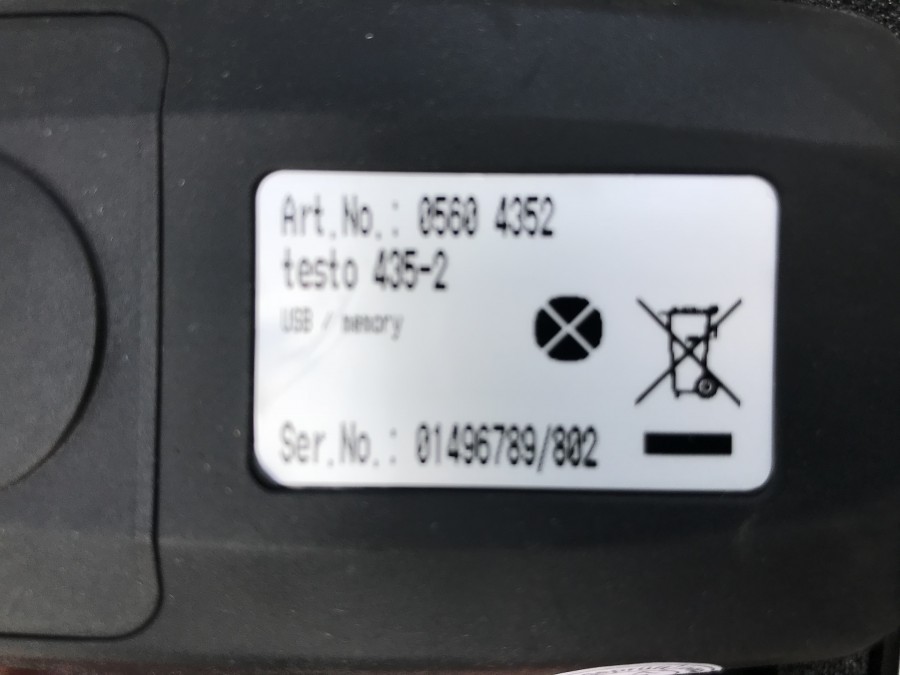 Art.No.: 0560 4352
testo 435-2
USB / memory
Ser.No.: 01496789/802